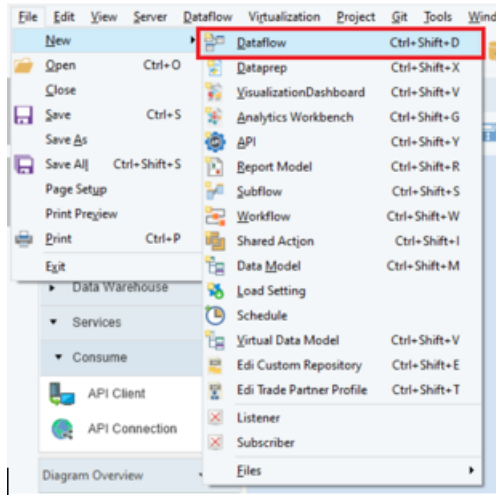 File Edit View Server Dataflow Virtualization Project Git Tools Wind
New
Open Ctrl+O
Close
Save Ctrl+S
Save As
Save All Ctrl+Shift+S
Page Setup
Print Preview
Print Ctrl+P
Exit
Dataflow Ctrl+Shift+D
Dataprep Ctrl+Shift+X
VisualizationDashboard Ctrl+Shift+V
Analytics Workbench Ctrl+Shift+G
API Ctrl+Shift+Y
Report Model Ctrl+Shift+R
Subflow Ctrl+Shift+S
Workflow Ctrl+Shift+W
Shared Action Ctrl+Shift+I
Data Model Ctrl+Shift+M
Load Setting
Schedule
Virtual Data Model Ctrl+Shift+V
Edi Custom Repository Ctrl+Shift+E
Edi Trade Partner Profile Ctrl+Shift+T
Listener
Subscriber
Files
Data Warehouse
Services
Consume
API Client
API Connection
Diagram Overview